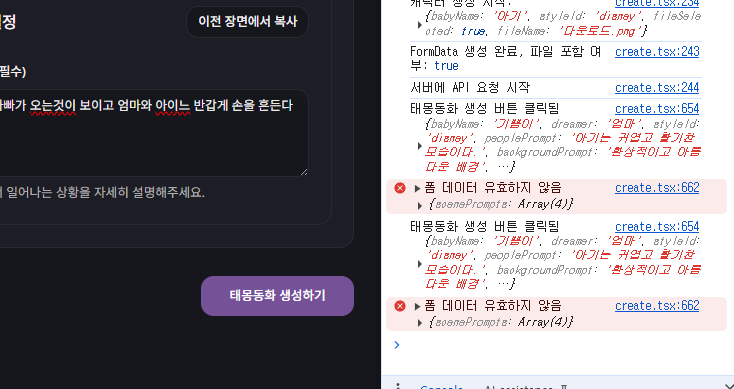 정
이전 장면에서 복사
필수)
빠가 오는것이 보이고 엄마와 아이느 반갑게 손을 흔든다
일어나는 상황을 자세히 설명해주세요.
태몽동화 생성하기
캐릭터 생성 시작:
create.tsx:234
{babyName: '아기', styleId: 'disney', fileSele
cted: true, fileName: '다운로드.png'}
FormData 생성 완료, 파일 포함 여
create.tsx:243
부: true
서버에 API 요청 시작
create.tsx:244
태몽동화 생성 버튼 클릭됨
create.tsx:654
{babyName: '기쁨이', dreamer: '엄마', styleId:
'disney', peoplePrompt: '아기는 귀엽고 활기찬
모습이다.', backgroundPrompt: '환상적이고 아름
다운 배경', …}
폼 데이터 유효하지 않음
create.tsx:662
{scenePrompts: Array(4)}
태몽동화 생성 버튼 클릭됨
create.tsx:654
{babyName: '기쁨이', dreamer: '엄마', styleId:
'disney', peoplePrompt: '아기는 귀엽고 활기찬
모습이다.', backgroundPrompt: '환상적이고 아름
다운 배경', …}
폼 데이터 유효하지 않음
create.tsx:662
{scenePrompts: Array(4)}
>
Console
AI assistance